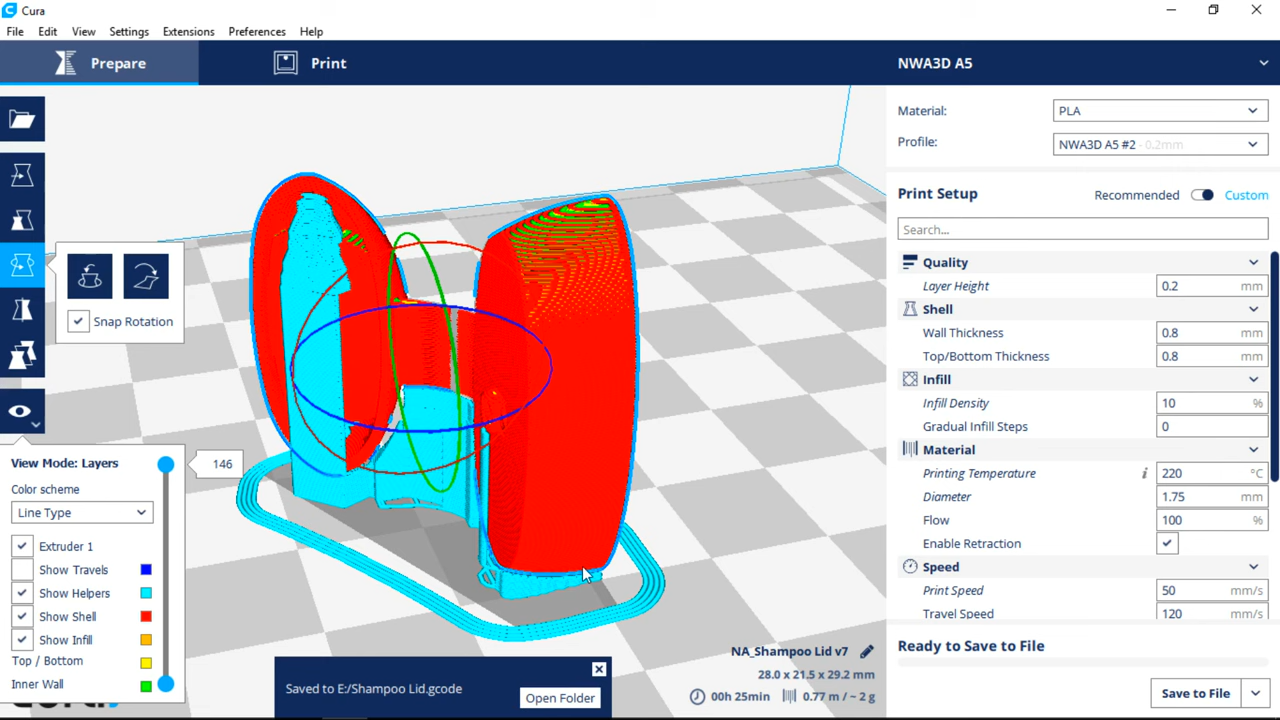 Cura
File Edit View Settings Extensions Preferences Help
Prepare
Print
NWA3D A5
Material: PLA
Profile: NWA3D A5 #2 - 0.2mm
Print Setup Recommended Custom
Search...
Quality
Layer Height 0.2 mm
Shell
Wall Thickness 0.8 mm
Top/Bottom Thickness 0.8 mm
Infill
Infill Density 10 %
Gradual Infill Steps 0
Material
Printing Temperature i 220 °C
Diameter 1.75 mm
Flow 100 %
Enable Retraction
Speed
Print Speed 50 mm/s
Travel Speed 120 mm/s
Ready to Save to File
Save to File
Snap Rotation
View Mode: Layers
146
Color scheme
Line Type
Extruder 1
Show Travels
Show Helpers
Show Shell
Show Infill
Top / Bottom
Inner Wall
Saved to E:/Shampoo Lid.gcode
Open Folder
NA_Shampoo Lid v7
28.0 x 21.5 x 29.2 mm
00h 25min 0.77 m / ~ 2 g